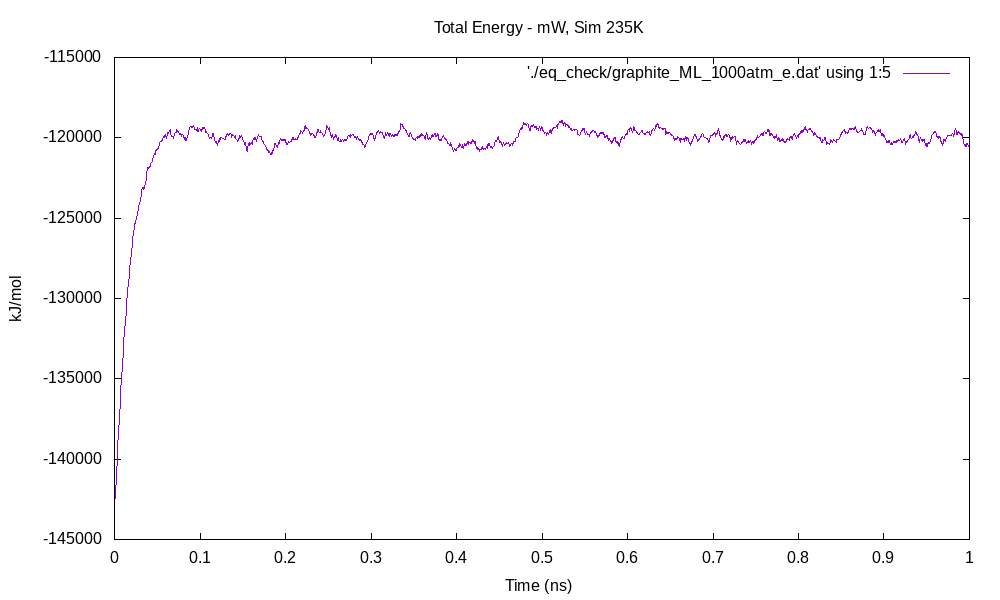 Total Energy - mW, Sim 235K
-115000
'./eq_check/graphite_ML_1000atm_e.dat' using 1:5
-120000
-125000
-130000
-135000
-140000
-145000
kJ/mol
0 0.1 0.2 0.3 0.4 0.5 0.6 0.7 0.8 0.9 1
Time (ns)